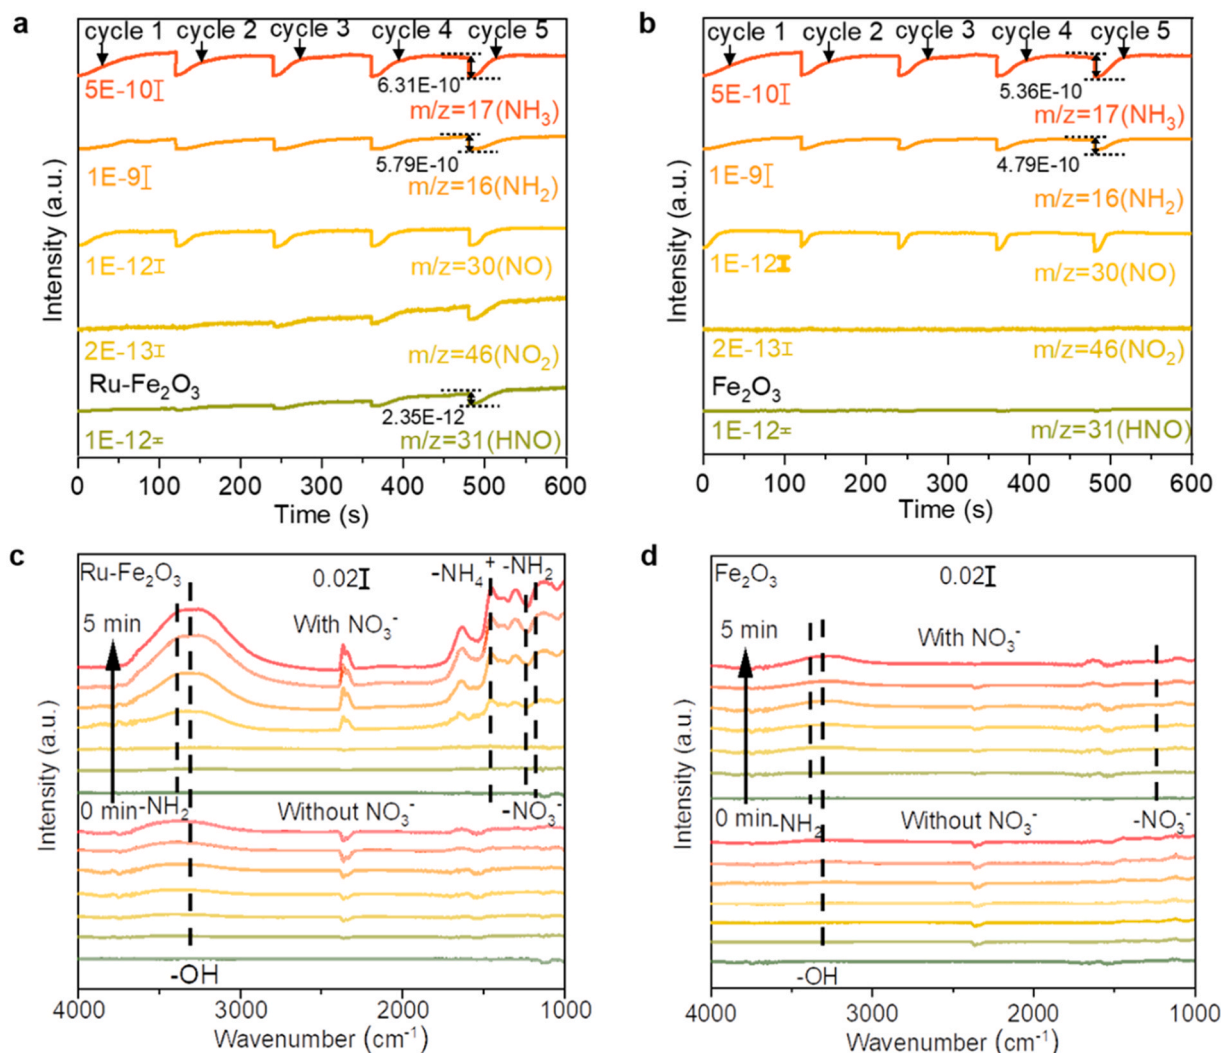 a
cycle 1 cycle 2 cycle 3 cycle 4 cycle 5
5E-10
6.31E-10
m/z=17(NH₃)
1E-9
5.79E-10
m/z=16(NH₂)
1E-12
m/z=30(NO)
2E-13
m/z=46(NO₂)
Ru-Fe₂O₃
2.35E-12
1E-12
m/z=31(HNO)
Intensity (a.u.)
0 100 200 300 400 500 600
Time (s)
b
cycle 1 cycle 2 cycle 3 cycle 4 cycle 5
5E-10
5.36E-10
m/z=17(NH₃)
1E-9
4.79E-10
m/z=16(NH₂)
1E-12
m/z=30(NO)
2E-13
m/z=46(NO₂)
Fe₂O₃
1E-12
m/z=31(HNO)
Intensity (a.u.)
0 100 200 300 400 500 600
Time (s)
c
Ru-Fe₂O₃
0.02
-NH₄⁺ -NH₂
5 min
With NO₃⁻
0 min -NH₂
Without NO₃⁻
-NO₃⁻
-OH
Intensity (a.u.)
4000 3000 2000 1000
Wavenumber (cm⁻¹)
d
Fe₂O₃
0.02
5 min
With NO₃⁻
0 min -NH₂
Without NO₃⁻
-NO₃⁻
-OH
Intensity (a.u.)
4000 3000 2000 1000
Wavenumber (cm⁻¹)